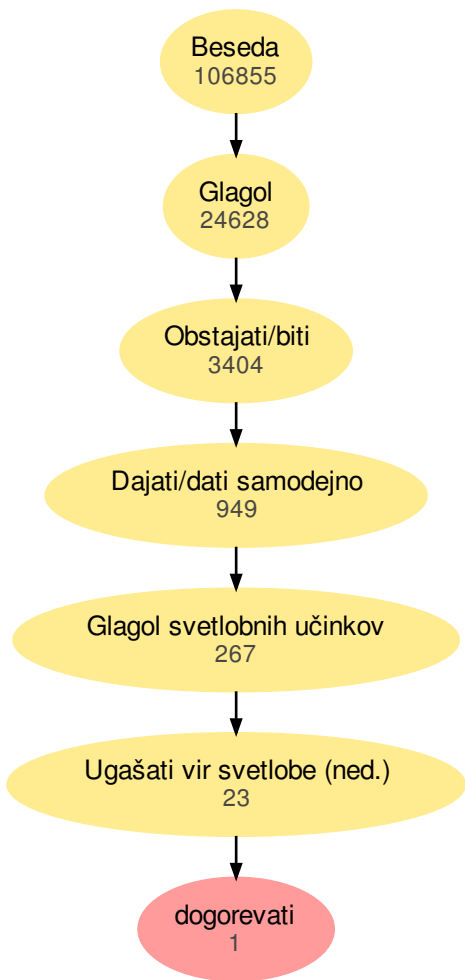 Beseda
106855
Glagol
24628
Obstajati/biti
3404
Dajati/dati samodejno
949
Glagol svetlobnih učinkov
267
Ugašati vir svetlobe (ned.)
23
dogorevati
1